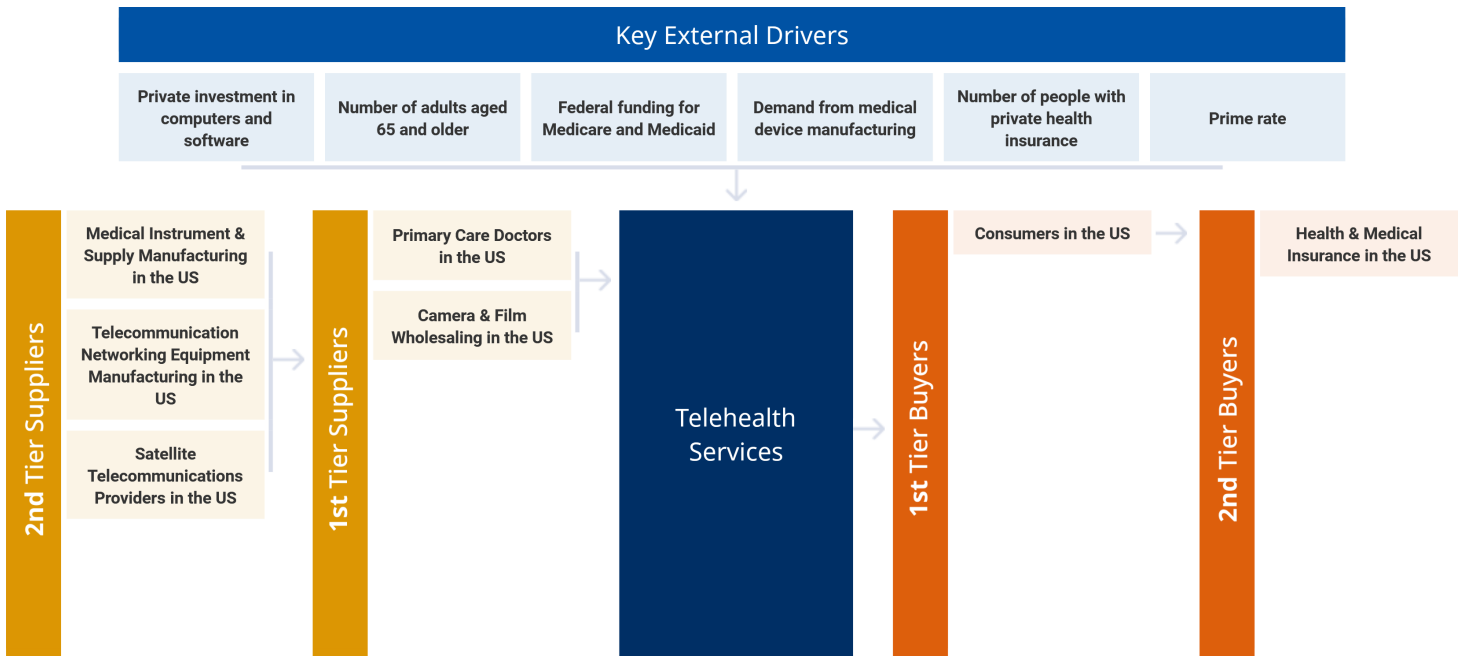 Key External Drivers
Private investment in
computers and
software
Number of adults aged
65 and older
Federal funding for
Medicare and Medicaid
Demand from medical
device manufacturing
Number of people with
private health
insurance
Prime rate
2nd Tier Suppliers
Medical Instrument &
Supply Manufacturing
in the US
Telecommunication
Networking Equipment
Manufacturing in the
US
Satellite
Telecommunications
Providers in the US
1st Tier Suppliers
Primary Care Doctors
in the US
Camera & Film
Wholesaling in the US
Telehealth
Services
1st Tier Buyers
Consumers in the US
2nd Tier Buyers
Health & Medical
Insurance in the US